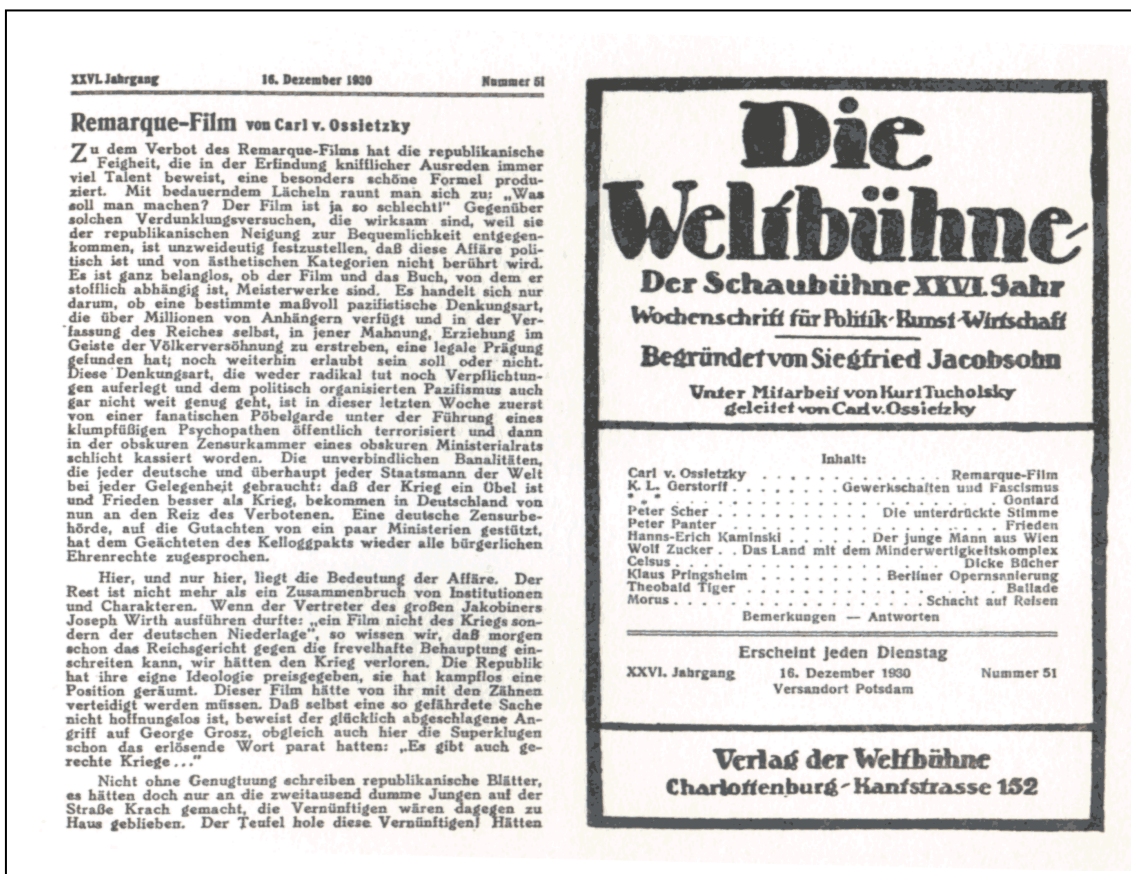 XXVI. Jahrgang 16. Dezember 1930 Nummer 51
Remarque-Film von Carl v. Ossietzky
Zu dem Verbot des Remarque-Films hat die republikanische
Feigheit, die in der Erfindung knifflicher Ausreden immer
viel Talent beweist, eine besonders schöne Formel produ-
ziert. Mit bedauerndem Lächeln raunt man sich zu: „Was
soll man machen? Der Film ist ja so schlecht!" Gegenüber
solchen Verdunklungsversuchen, die wirksam sind, weil sie
der republikanischen Neigung zur Bequemlichkeit entgegen-
kommen, ist unzweideutig festzustellen, daß diese Affäre poli-
tisch ist und von ästhetischen Kategorien nicht berührt wird.
Es ist ganz belanglos, ob der Film und das Buch, von dem er
stofflich abhängig ist, Meisterwerke sind. Es handelt sich nur
darum, ob eine bestimmte maßvoll pazifistische Denkungsart,
die über Millionen von Anhängern verfügt und in der Ver-
fassung des Reiches selbst, in jener Mahnung, Erziehung im
Geiste der Völkerversöhnung zu erstreben, eine legale Prägung
gefunden hat; noch weiterhin erlaubt sein soll oder nicht.
Diese Denkungsart, die weder radikal tut noch Verpflichtun-
gen auferlegt und dem politisch organisierten Pazifismus auch
gar nicht weit genug geht, ist in dieser letzten Woche zuerst
von einer fanatischen Pöbelgarde unter der Führung eines
klumpfüßigen Psychopathen öffentlich terrorisiert und dann
in der obskuren Zensurkammer eines obskuren Ministerialrats
schlicht kassiert worden. Die unverbindlichen Banalitäten,
die jeder deutsche und überhaupt jeder Staatsmann der Welt
bei jeder Gelegenheit gebraucht: daß der Krieg ein Übel ist
und Frieden besser als Krieg, bekommen in Deutschland von
nun an den Reiz des Verbotenen. Eine deutsche Zensurbe-
hörde, auf die Gutachten von ein paar Ministerien gestützt,
hat dem Geächteten des Kelloggpakts wieder alle bürgerlichen
Ehrenrechte zugesprochen.
Hier, und nur hier, liegt die Bedeutung der Affäre. Der
Rest ist nicht mehr als ein Zusammenbruch von Institutionen
und Charakteren. Wenn der Vertreter des großen Jakobiners
Joseph Wirth ausführen durfte: „ein Film nicht des Kriegs son-
dern der deutschen Niederlage", so wissen wir, daß morgen
schon das Reichsgericht gegen die frevelhafte Behauptung ein-
schreiten kann, wir hätten den Krieg verloren. Die Republik
hat ihre eigne Ideologie preisgegeben, sie hat kampflos eine
Position geräumt. Dieser Film hätte von ihr mit den Zähnen
verteidigt werden müssen. Daß selbst eine so gefährdete Sache
nicht hoffnungslos ist, beweist der glücklich abgeschlagene An-
griff auf George Grosz, obgleich auch hier die Superklugen
schon das erlösende Wort parat hatten: „Es gibt auch ge-
rechte Kriege ..."
Nicht ohne Genugtuung schreiben republikanische Blätter,
es hätten doch nur an die zweitausend dumme Jungen auf der
Straße Krach gemacht, die Vernünftigen wären dagegen zu
Haus geblieben. Der Teufel hole diese Vernünftigen! Hätten
Die
Weltbühne
Der Schaubühne XXVI. Jahr
Wochenschrift für Politik-Kunst-Wirtschaft
Begründet von Siegfried Jacobsohn
Unter Mitarbeit von Kurt Tucholsky
geleitet von Carl v. Ossietzky
Inhalt:
Carl v. Ossietzky . . . . . . . . . . . . Remarque-Film
K. L. Gerstorff . . . . . . . Gewerkschaften und Fascismus
* * * . . . . . . . . . . . . . . . . . . Gontard
Peter Scher . . . . . . . . . . . Die unterdrückte Stimme
Peter Panter . . . . . . . . . . . . . . . . . Frieden
Hanns-Erich Kaminski . . . . . . . Der junge Mann aus Wien
Wolf Zucker . . Das Land mit dem Minderwertigkeitskomplex
Celsus . . . . . . . . . . . . . . . . . Dicke Bücher
Klaus Pringsheim . . . . . . . . . Berliner Opernsanierung
Theobald Tiger . . . . . . . . . . . . . . . . Ballade
Morus . . . . . . . . . . . . . . . . Schacht auf Reisen
Bemerkungen — Antworten
Erscheint jeden Dienstag
XXVI. Jahrgang 16. Dezember 1930 Nummer 51
Versandort Potsdam
Verlag der Weltbühne
Charlottenburg-Kantstrasse 152